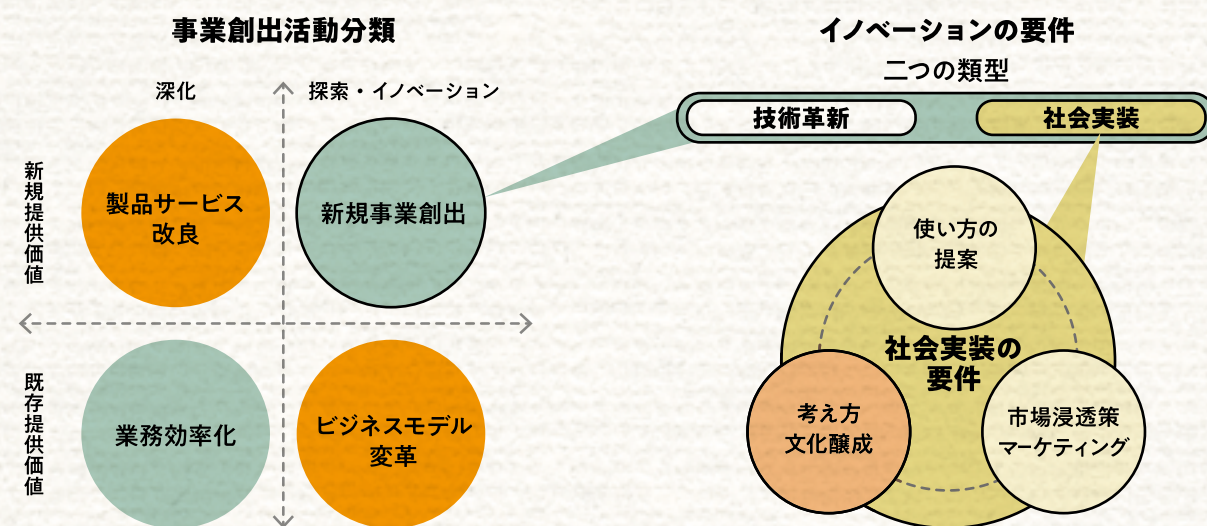 事業創出活動分類
深化
探索・イノベーション
新規提供価値
製品サービス
改良
新規事業創出
既存提供価値
業務効率化
ビジネスモデル
変革
イノベーションの要件
二つの類型
技術革新
社会実装
使い方の
提案
社会実装の
要件
考え方
文化醸成
市場浸透策
マーケティング